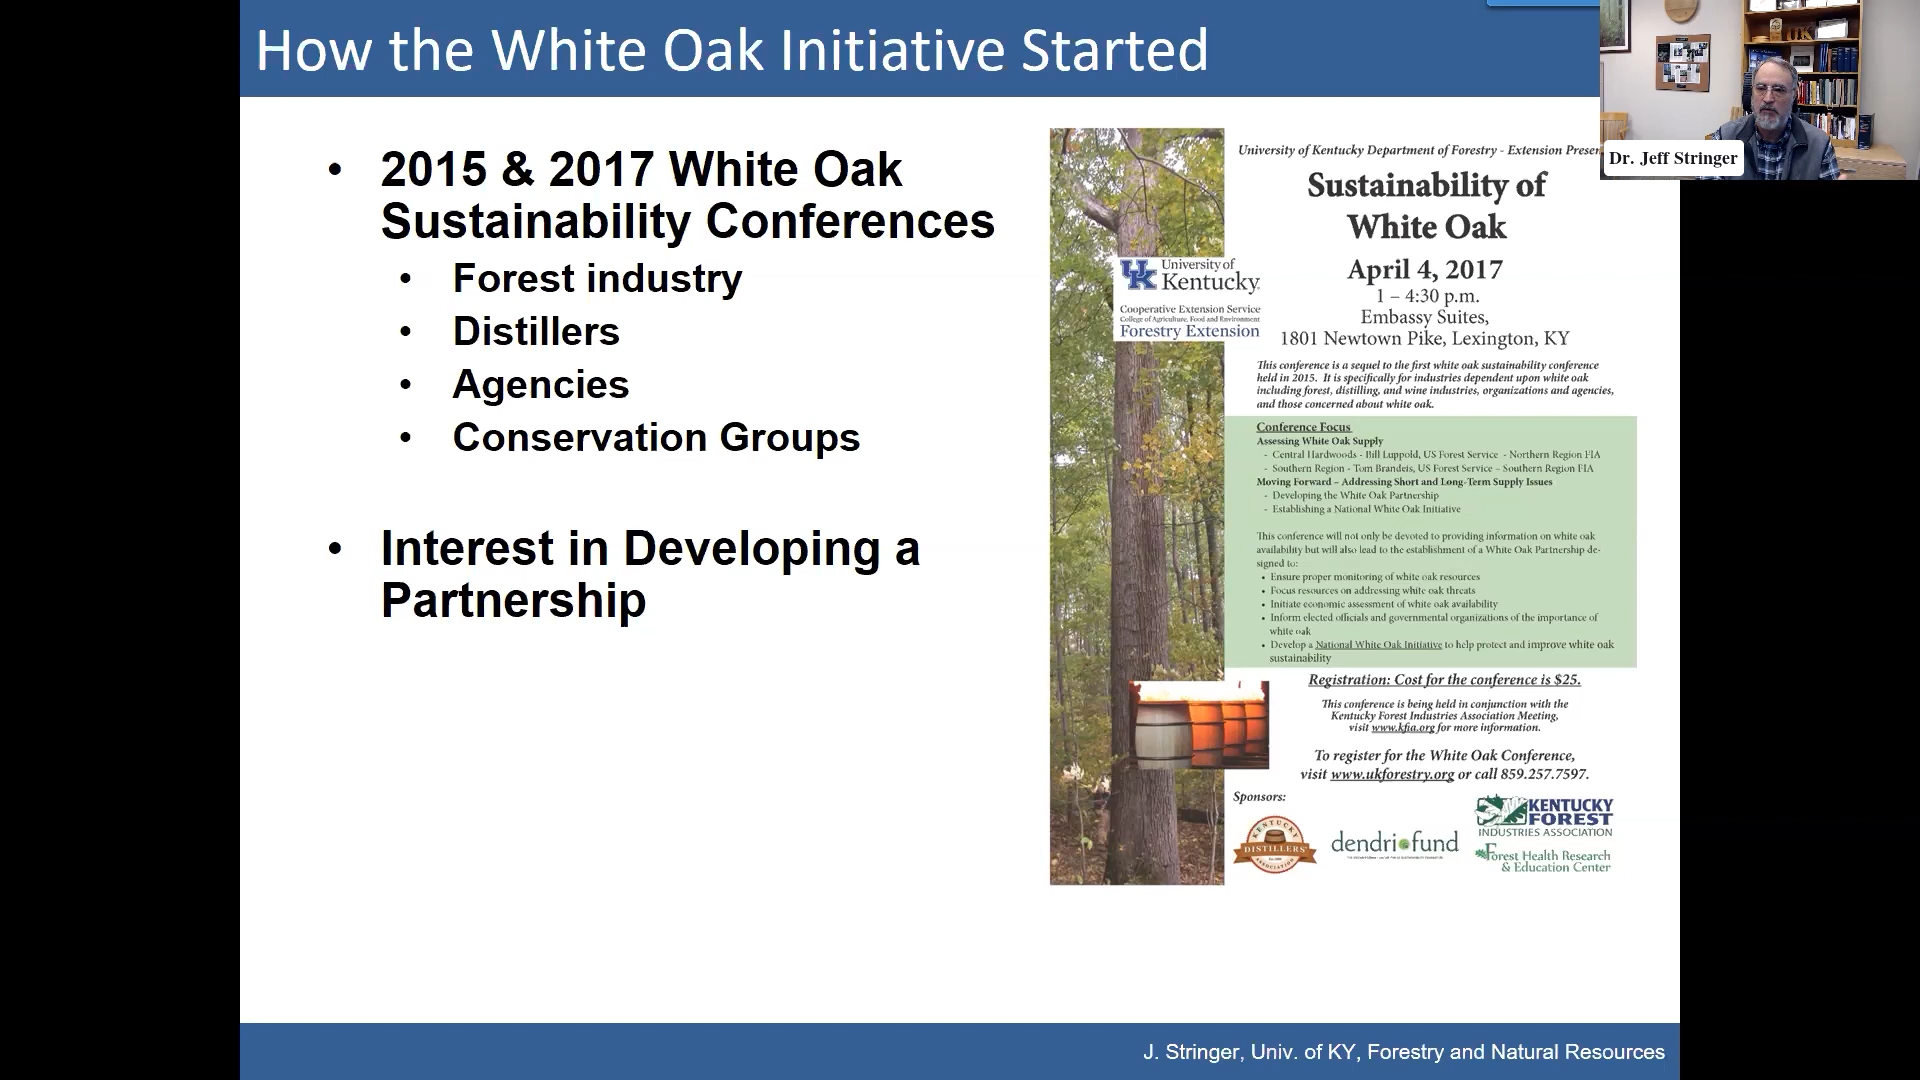 How the White Oak Initiative Started
• 2015 & 2017 White Oak
Sustainability Conferences
• Forest industry
• Distillers
• Agencies
• Conservation Groups
• Interest in Developing a
Partnership
University of Kentucky Department of Forestry - Extension Presen
Sustainability of
White Oak
April 4, 2017
1 – 4:30 p.m.
Embassy Suites,
1801 Newtown Pike, Lexington, KY
UK University of
Kentucky
Cooperative Extension Service
College of Agriculture, Food and Environment
Forestry Extension
This conference is a sequel to the first white oak sustainability conference
held in 2015. It is specifically for industries dependent upon white oak
including forest, distilling, and wine industries, organizations and agencies,
and those concerned about white oak.
Conference Focus
Assessing White Oak Supply
- Central Hardwoods - Bill Luppold, US Forest Service - Northern Region FIA
- Southern Region - Tom Brandeis, US Forest Service – Southern Region FIA
Moving Forward – Addressing Short and Long-Term Supply Issues
- Developing the White Oak Partnership
- Establishing a National White Oak Initiative
This conference will not only be devoted to providing information on white oak
availability but will also lead to the establishment of a White Oak Partnership de-
signed to:
• Ensure proper monitoring of white oak resources
• Focus resources on addressing white oak threats
• Initiate economic assessment of white oak availability
• Inform elected officials and governmental organizations of the importance of
white oak
• Develop a National White Oak Initiative to help protect and improve white oak
sustainability
Registration: Cost for the conference is $25.
This conference is being held in conjunction with the
Kentucky Forest Industries Association Meeting,
visit www.kfia.org for more information.
To register for the White Oak Conference,
visit www.ukforestry.org or call 859.257.7597.
Sponsors:
KENTUCKY
DISTILLERS'
ASSOCIATION
dendrifund
KENTUCKY
FOREST
INDUSTRIES ASSOCIATION
Forest Health Research
& Education Center
Dr. Jeff Stringer
J. Stringer, Univ. of KY, Forestry and Natural Resources